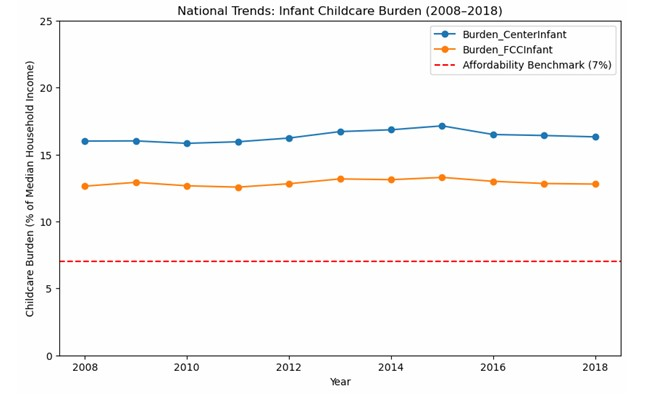 National Trends: Infant Childcare Burden (2008–2018)
Childcare Burden (% of Median Household Income)
25
20
15
10
5
0
Burden_CenterInfant
Burden_FCCInfant
Affordability Benchmark (7%)
2008
2010
2012
2014
2016
2018
Year